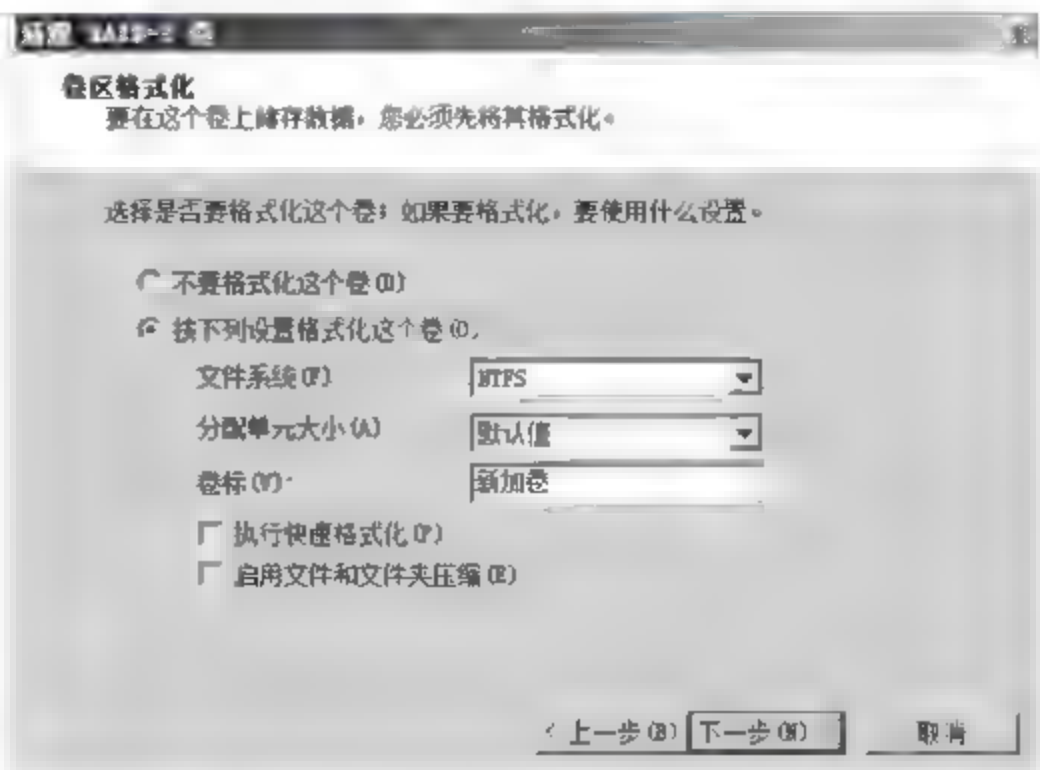 新建 RAID-5 卷
卷区格式化
要在这个卷上储存数据，您必须先将其格式化。
选择是否要格式化这个卷；如果要格式化，要使用什么设置。
不要格式化这个卷(D)
按下列设置格式化这个卷(O)
文件系统(F)
NTFS
分配单元大小(A)
默认值
卷标(V)
新加卷
执行快速格式化(P)
启用文件和文件夹压缩(E)
< 上一步(B) 下一步(N) 取消